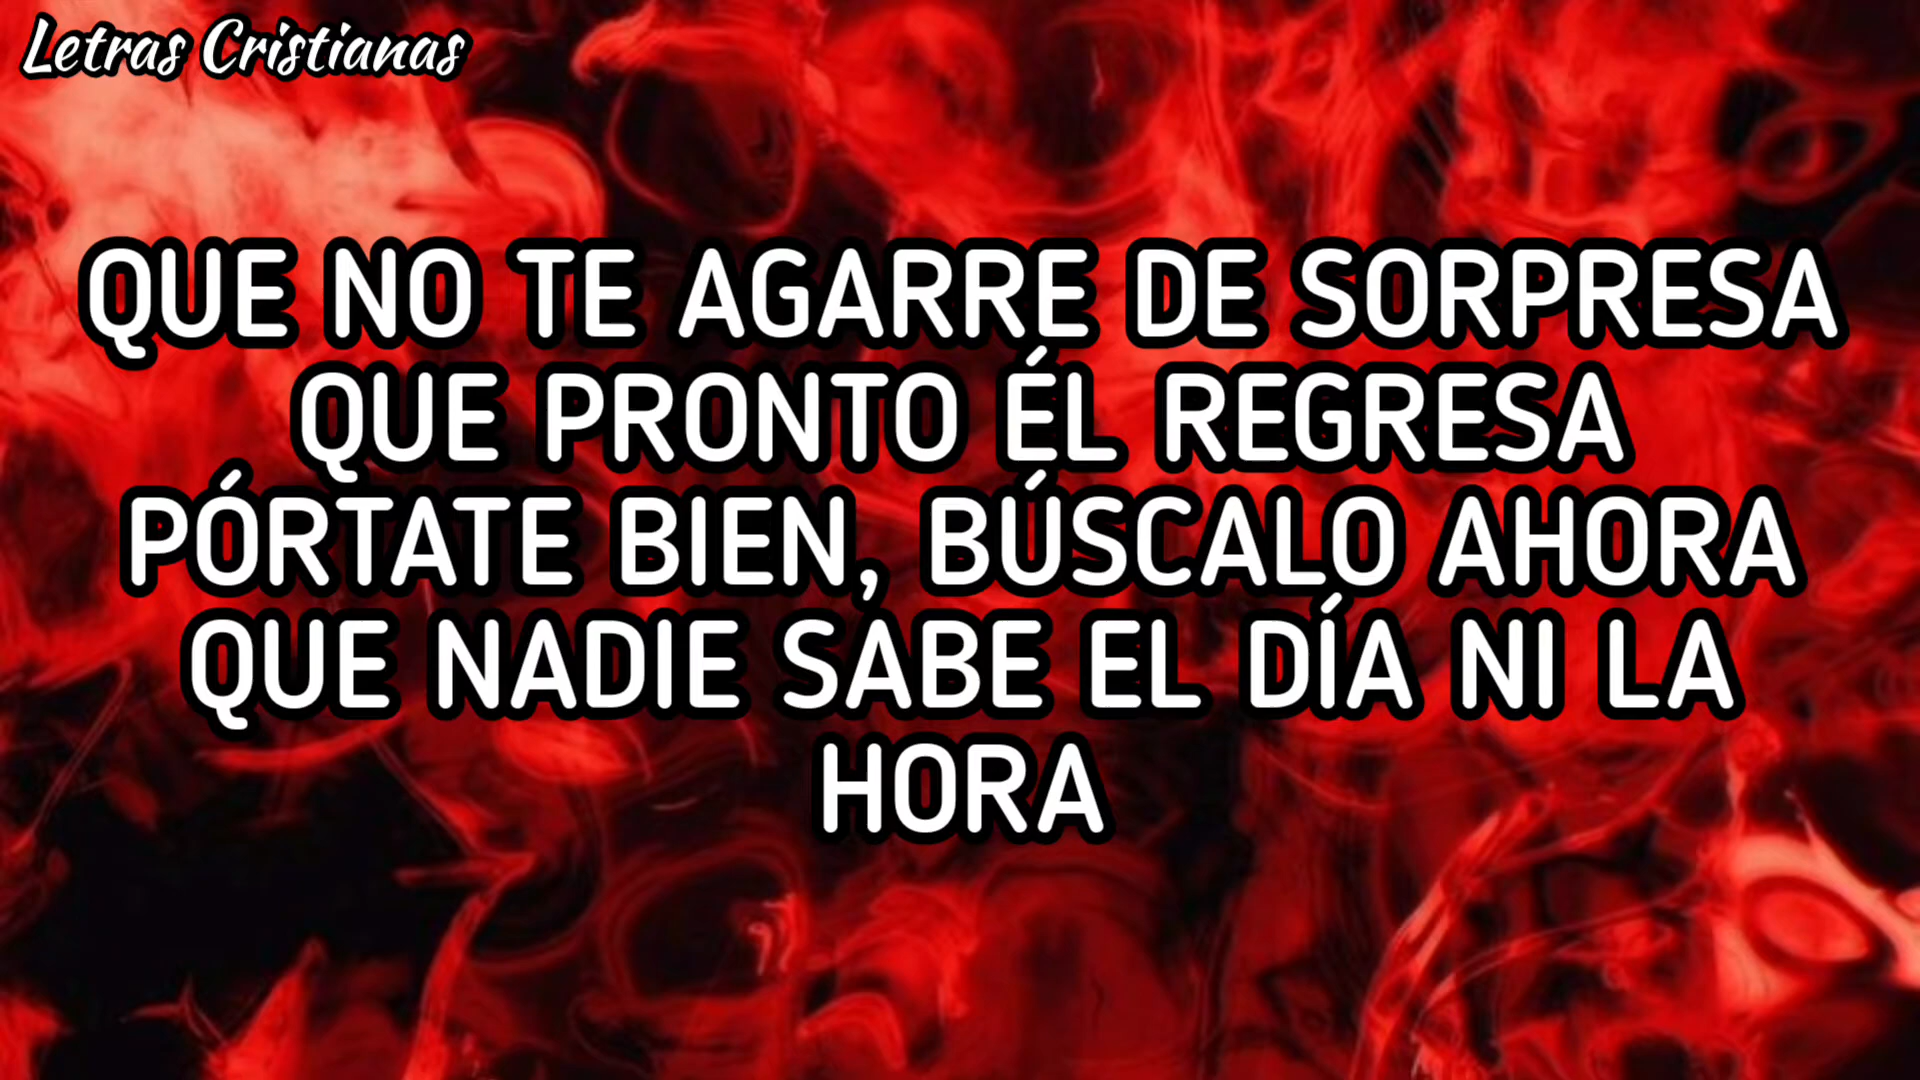 Letras Cristianas
QUE NO TE AGARRE DE SORPRESA
QUE PRONTO ÉL REGRESA
PÓRTATE BIEN, BÚSCALO AHORA
QUE NADIE SABE EL DÍA NI LA
HORA